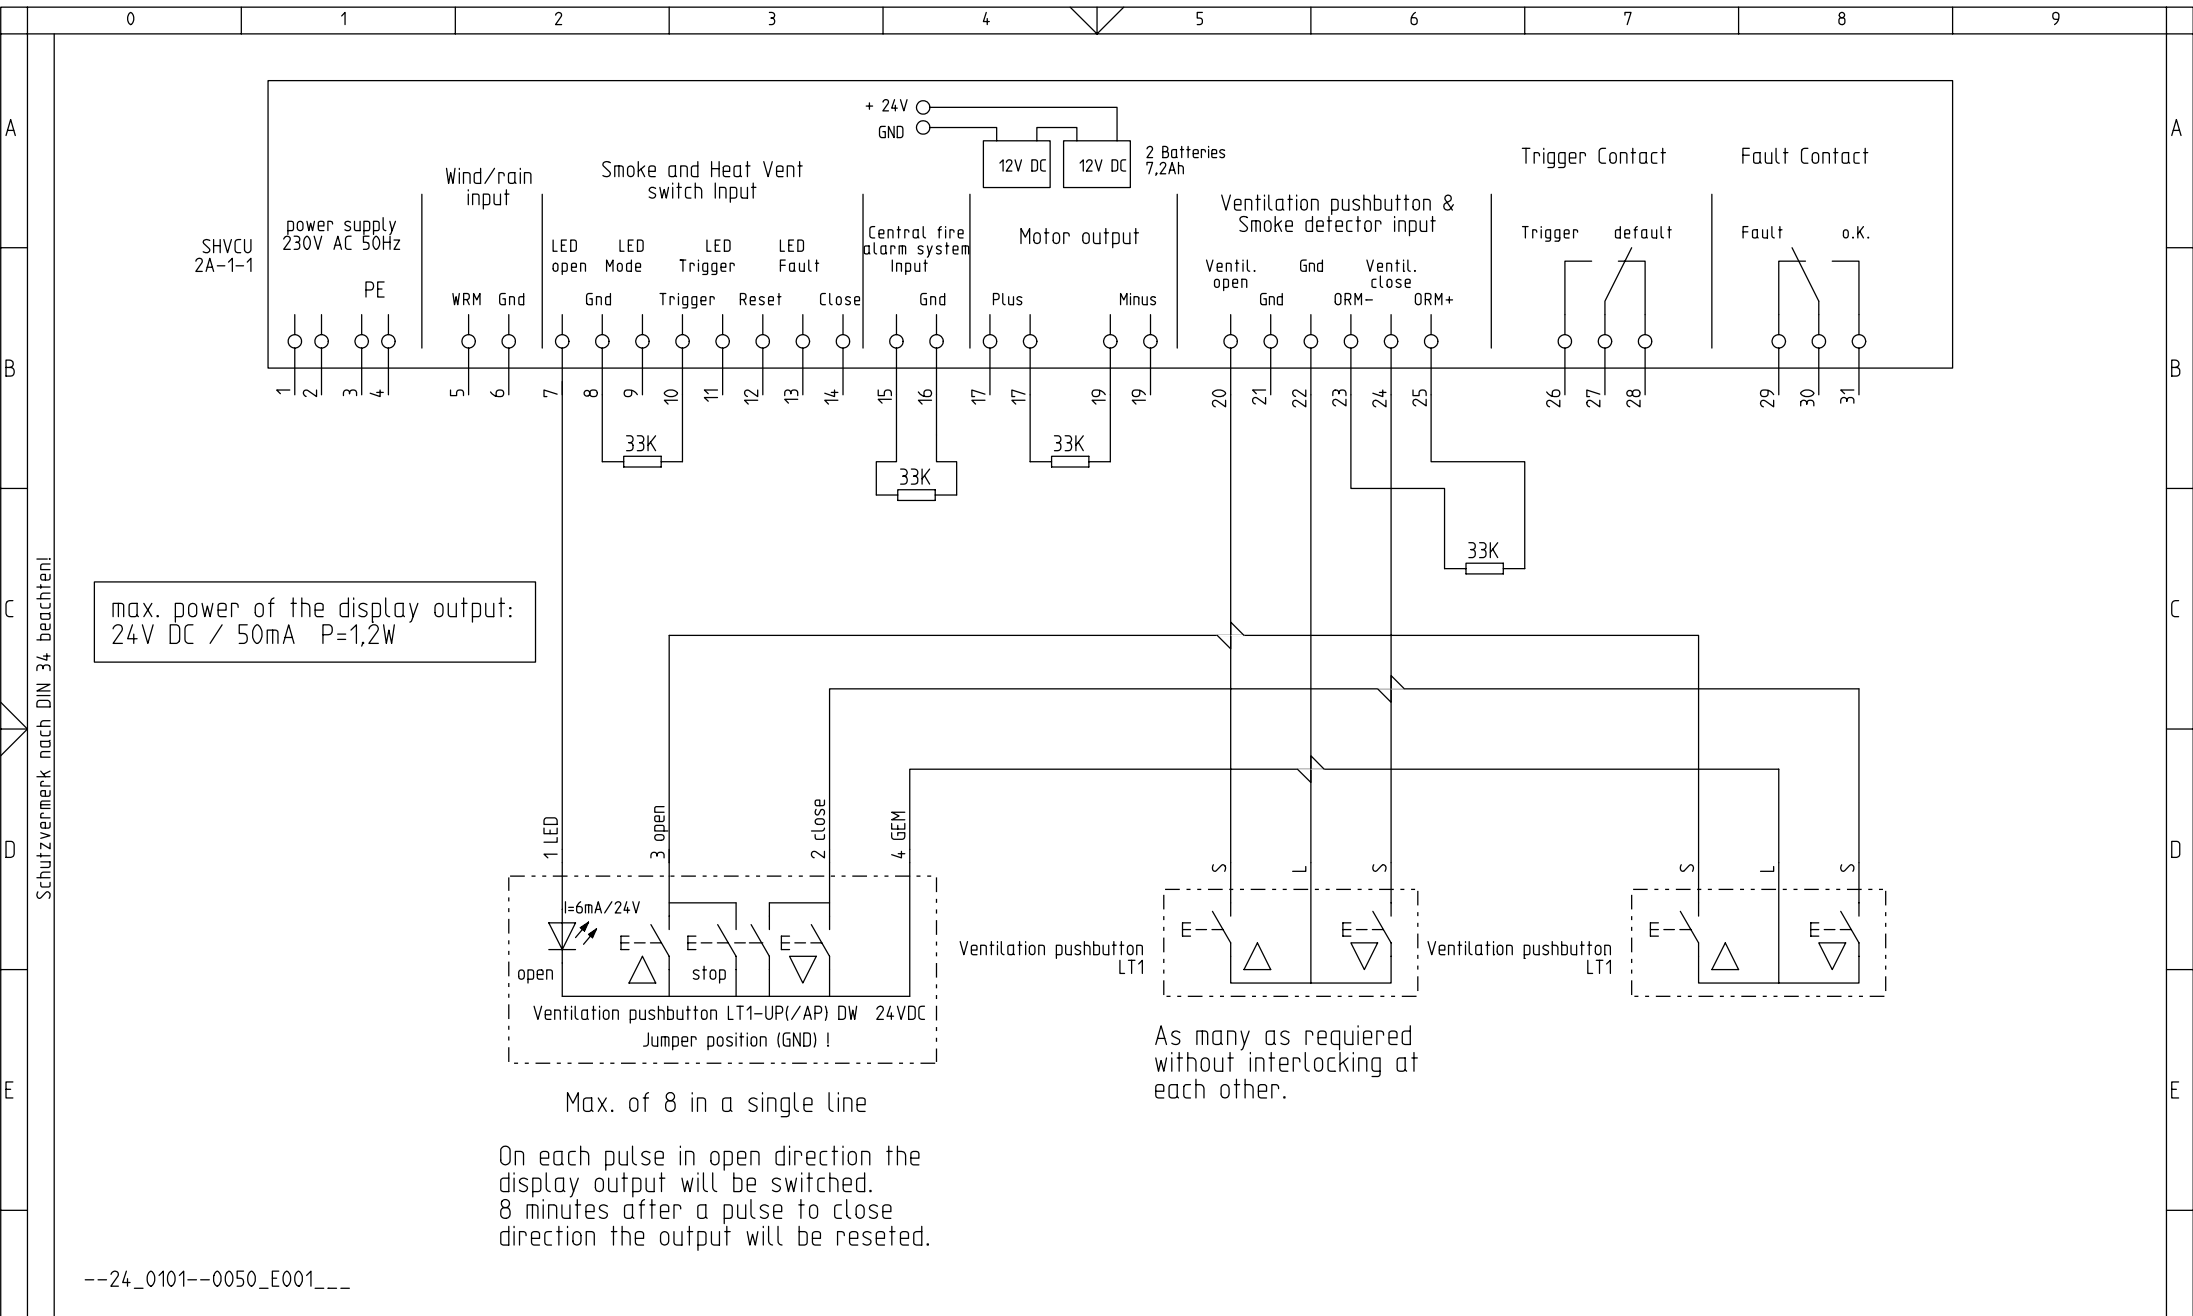 0 1 2 3 4 5 6 7 8 9
A A
B B
C C
D D
E E
Schutzvermerk nach DIN 34 beachten!
SHVCU
2A-1-1
power supply
230V AC 50Hz
PE
Wind/rain
input
WRM Gnd
Smoke and Heat Vent
switch Input
LED LED LED LED
open Mode Trigger Fault
Gnd Trigger Reset Close
+ 24V
GND
12V DC 12V DC
2 Batteries
7,2Ah
Central fire
alarm system
Input
Gnd
Motor output
Plus Minus
Ventilation pushbutton &
Smoke detector input
Ventil.
open
Gnd
Gnd
Ventil.
close
ORM- ORM+
Trigger Contact
Trigger default
Fault Contact
Fault o.K.
1 2 3 4 5 6 7 8 9 10 11 12 13 14 15 16 17 17 19 19 20 21 22 23 24 25 26 27 28 29 30 31
33K
33K
33K
33K
max. power of the display output:
24V DC / 50mA P=1,2W
1 LED
3 open
2 close
4 GEM
I=6mA/24V
open
stop
Ventilation pushbutton LT1-UP(/AP) DW 24VDC
Jumper position (GND) !
Max. of 8 in a single line
On each pulse in open direction the
display output will be switched.
8 minutes after a pulse to close
direction the output will be reseted.
S L S
Ventilation pushbutton
LT1
As many as requiered
without interlocking at
each other.
S L S
Ventilation pushbutton
LT1
--24_0101--0050_E001___